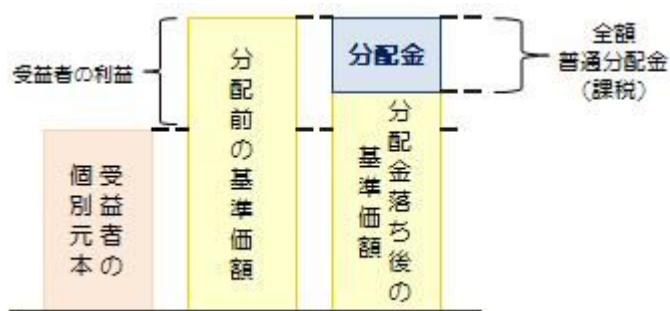 受益者の利益
受益者の
個別元本
分配前の基準価額
分配金
分配金落ち後の
基準価額
全額
普通分配金
(課税)